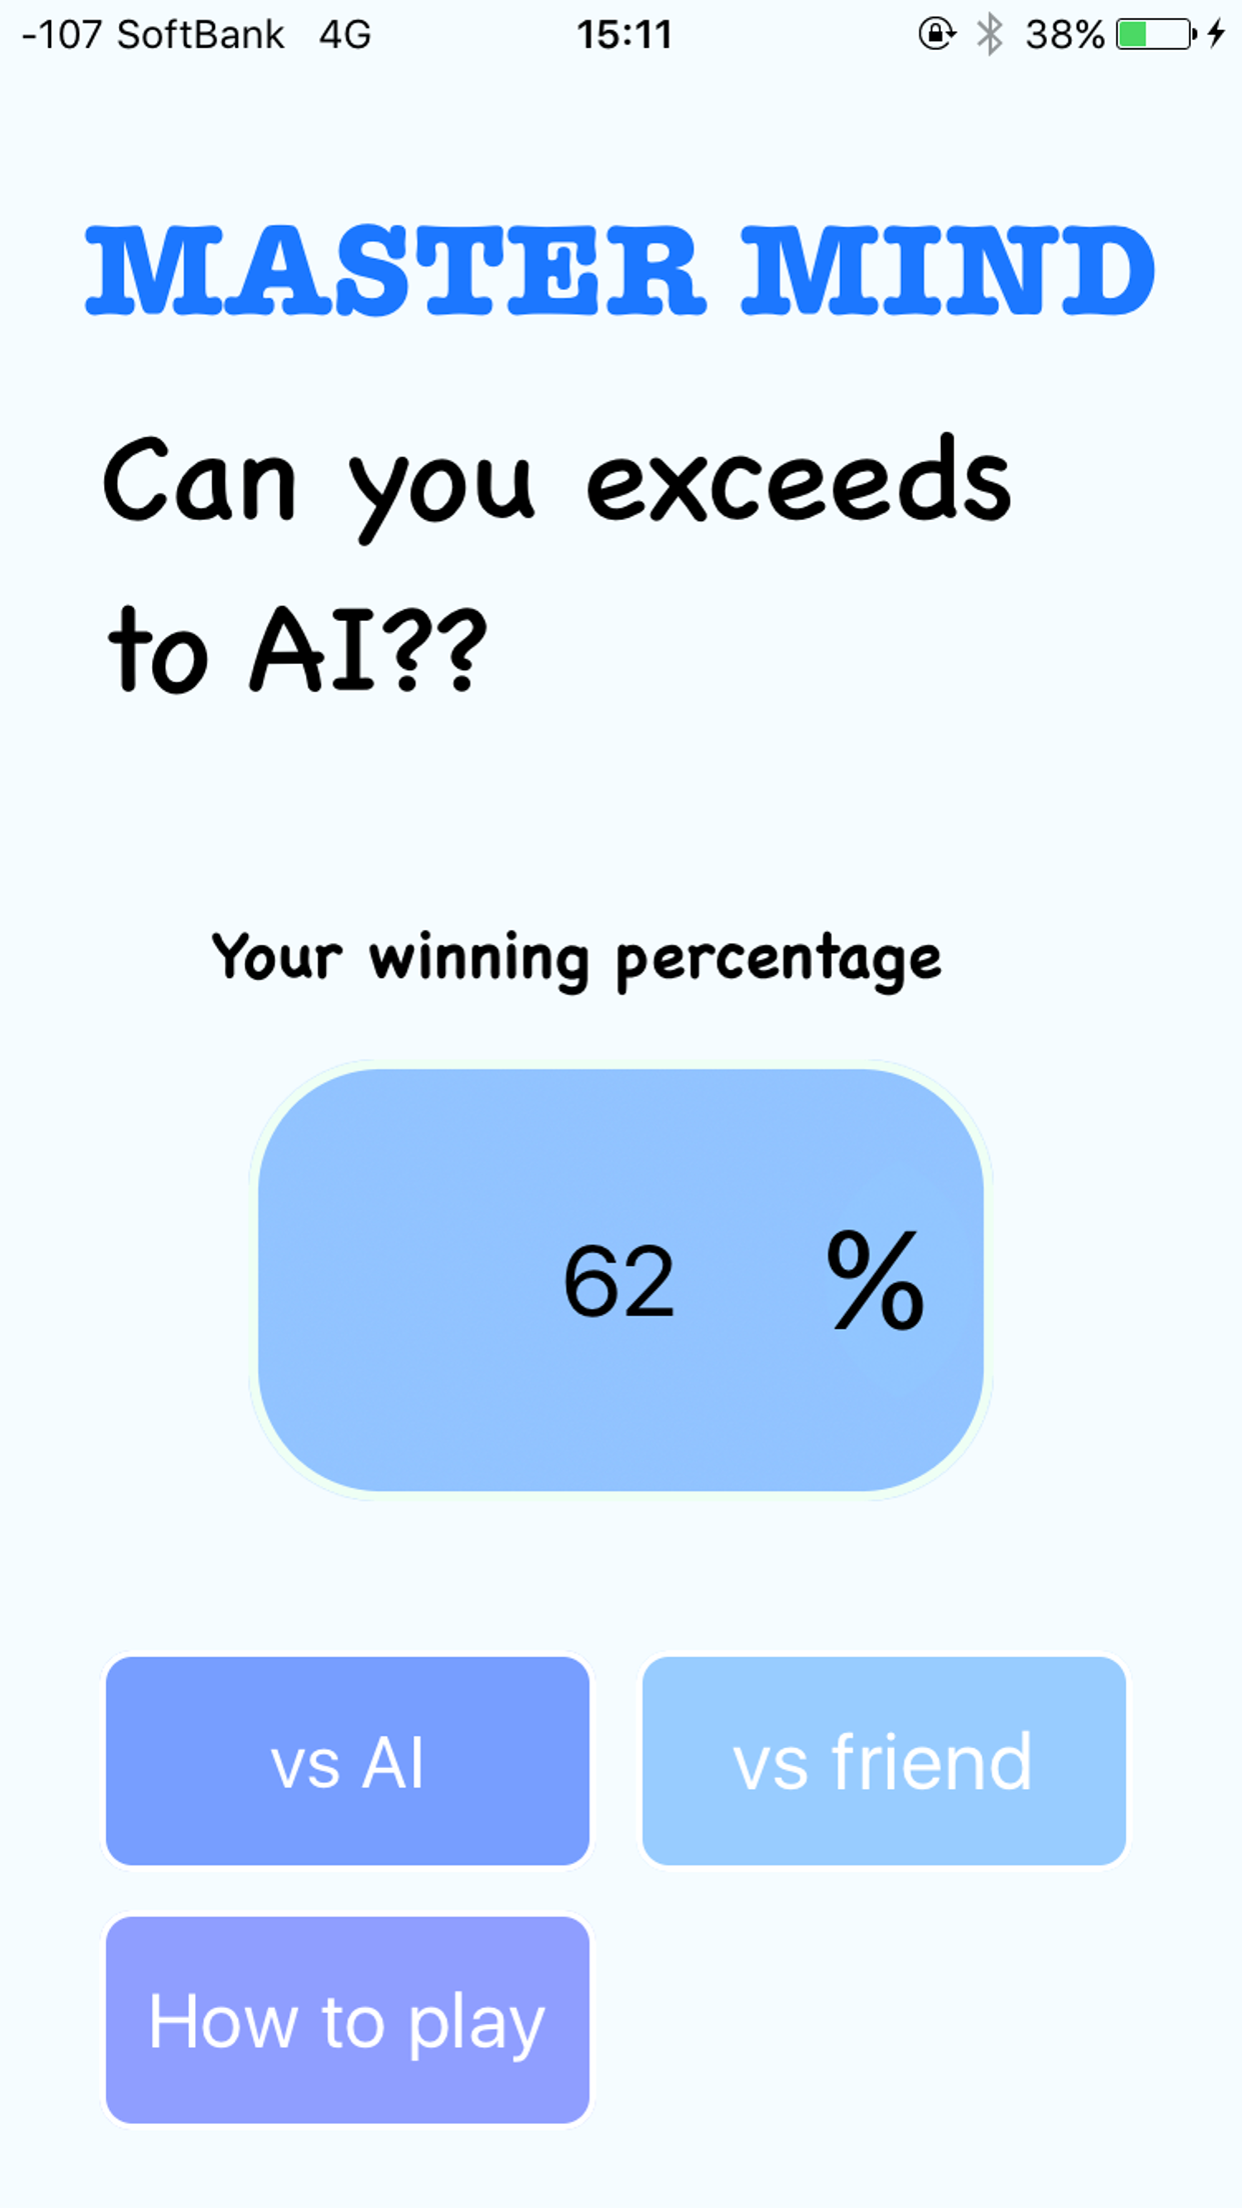 -107 SoftBank 4G 15:11 38%
MASTER MIND
Can you exceeds
to AI??
Your winning percentage
62 %
vs AI vs friend
How to play